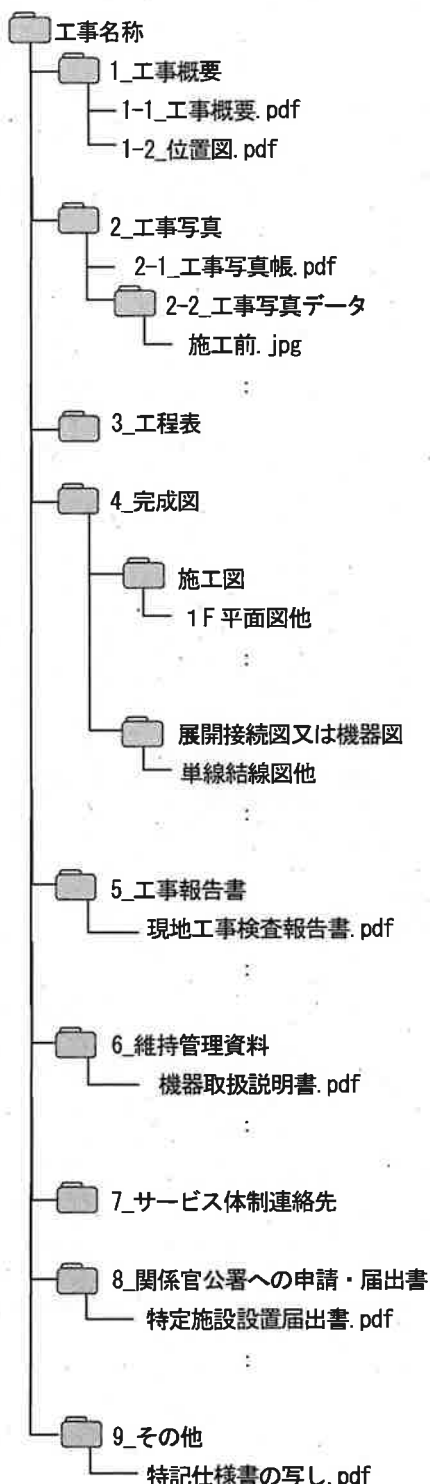 工事名称
1_工事概要
1-1_工事概要.pdf
1-2_位置図.pdf
2_工事写真
2-1_工事写真帳.pdf
2-2_工事写真データ
施工前.jpg
:
3_工程表
4_完成図
施工図
1F平面図他
:
展開接続図又は機器図
単線結線図他
:
5_工事報告書
現地工事検査報告書.pdf
:
6_維持管理資料
機器取扱説明書.pdf
:
7_サービス体制連絡先
8_関係官公署への申請・届出書
特定施設設置届出書.pdf
:
9_その他
特記仕様書の写し.pdf